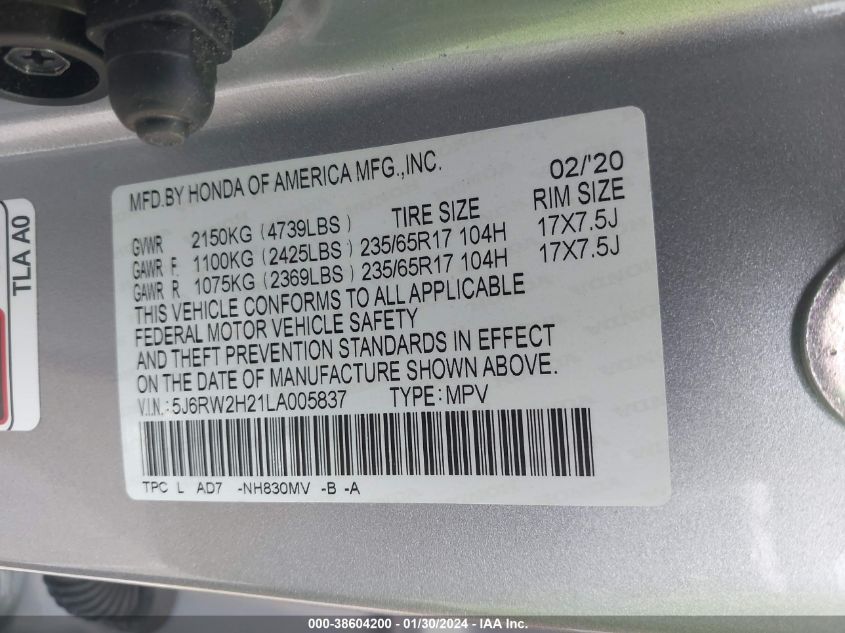 MFD.BY HONDA OF AMERICA MFG.,INC. 02/'20
GVWR 2150KG (4739LBS) TIRE SIZE RIM SIZE
GAWR F. 1100KG (2425LBS) 235/65R17 104H 17X7.5J
GAWR R. 1075KG (2369LBS) 235/65R17 104H 17X7.5J
THIS VEHICLE CONFORMS TO ALL APPLICABLE
FEDERAL MOTOR VEHICLE SAFETY
AND THEFT PREVENTION STANDARDS IN EFFECT
ON THE DATE OF MANUFACTURE SHOWN ABOVE.
V.I.N.: 5J6RW2H21LA005837 TYPE: MPV
TPC L AD7 -NH830MV -B -A
TLA A0
000-38604200 - 01/30/2024 - IAA Inc.